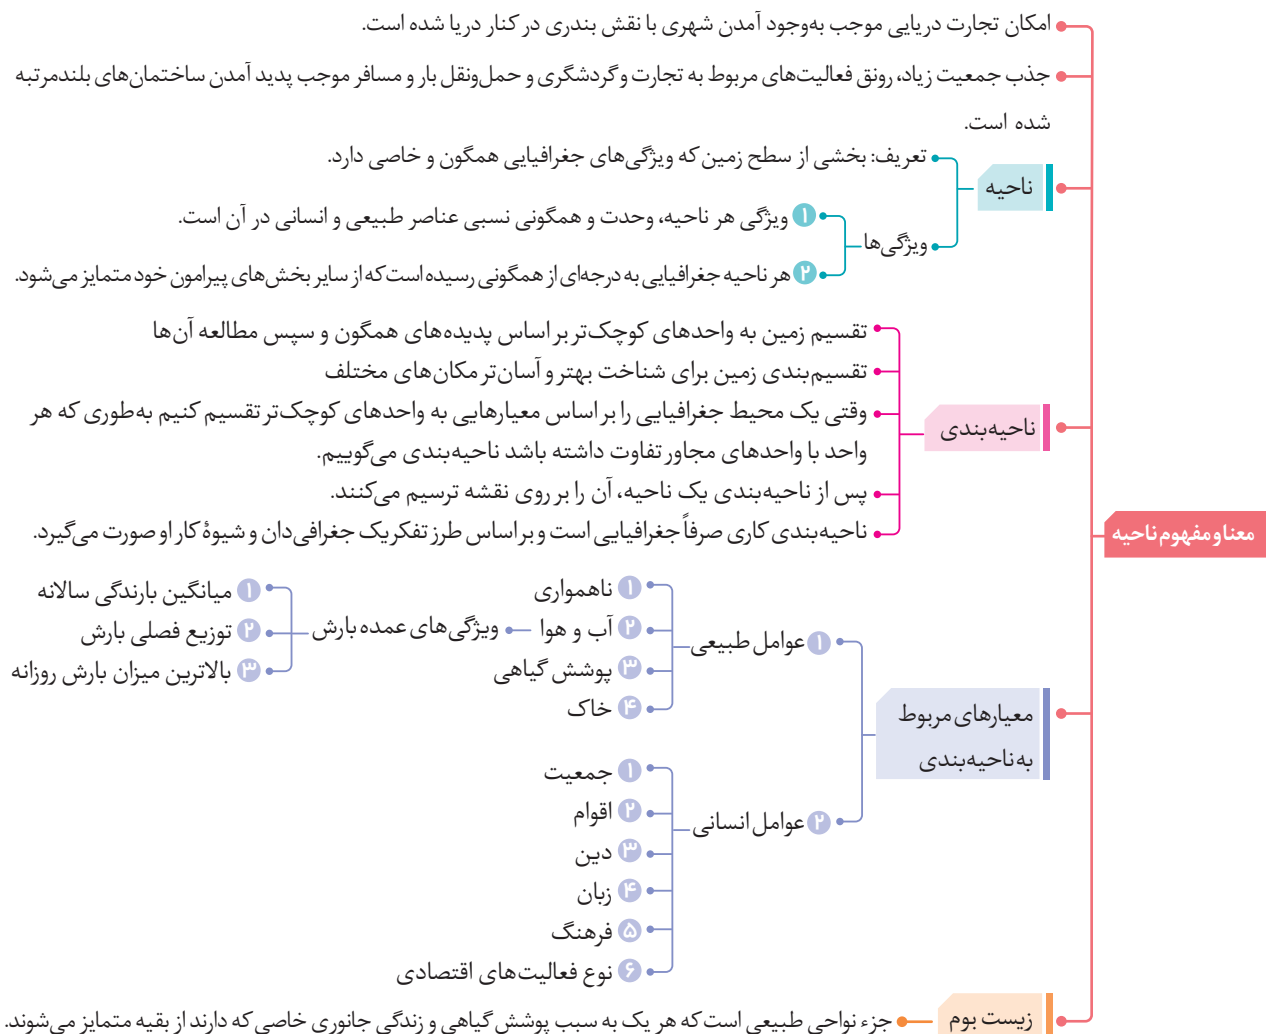 معنا و مفهوم ناحیه
امکان تجارت دریایی موجب به‌وجود آمدن شهری با نقش بندری در کنار دریا شده است.
جذب جمعیت زیاد، رونق فعالیت‌های مربوط به تجارت و گردشگری و حمل‌ونقل بار و مسافر موجب پدید آمدن ساختمان‌های بلندمرتبه
شده است.
ناحیه
تعریف: بخشی از سطح زمین که ویژگی‌های جغرافیایی همگون و خاصی دارد.
ویژگی‌ها
۱ ویژگی هر ناحیه، وحدت و همگونی نسبی عناصر طبیعی و انسانی در آن است.
۲ هر ناحیه جغرافیایی به درجه‌ای از همگونی رسیده است که از سایر بخش‌های پیرامون خود متمایز می‌شود.
ناحیه‌بندی
تقسیم زمین به واحدهای کوچک‌تر بر اساس پدیده‌های همگون و سپس مطالعه آن‌ها
تقسیم‌بندی زمین برای شناخت بهتر و آسان‌تر مکان‌های مختلف
وقتی یک محیط جغرافیایی را بر اساس معیارهایی به واحدهای کوچک‌تر تقسیم کنیم به‌طوری که هر
واحد با واحدهای مجاور تفاوت داشته باشد ناحیه‌بندی می‌گوییم.
پس از ناحیه‌بندی یک ناحیه، آن را بر روی نقشه ترسیم می‌کنند.
ناحیه‌بندی کاری صرفاً جغرافیایی است و بر اساس طرز تفکر یک جغرافی‌دان و شیوهٔ کار او صورت می‌گیرد.
معیارهای مربوط
به ناحیه‌بندی
۱ عوامل طبیعی
۱ ناهمواری
۲ آب و هوا
ویژگی‌های عمده بارش
۱ میانگین بارندگی سالانه
۲ توزیع فصلی بارش
۳ بالاترین میزان بارش روزانه
۳ پوشش گیاهی
۴ خاک
۲ عوامل انسانی
۱ جمعیت
۲ اقوام
۳ دین
۴ زبان
۵ فرهنگ
۶ نوع فعالیت‌های اقتصادی
زیست بوم
جزء نواحی طبیعی است که هر یک به سبب پوشش گیاهی و زندگی جانوری خاصی که دارند از بقیه متمایز می‌شوند.